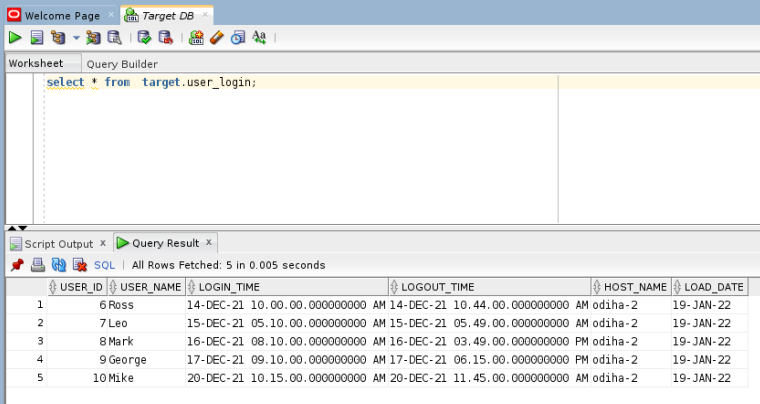 Welcome Page × Target DB ×
Worksheet Query Builder
select * from target.user_login;
Script Output × Query Result ×
SQL | All Rows Fetched: 5 in 0.005 seconds
USER_ID USER_NAME LOGIN_TIME LOGOUT_TIME HOST_NAME LOAD_DATE
1 6 Ross 14-DEC-21 10.00.00.000000000 AM 14-DEC-21 10.44.00.000000000 AM odiha-2 19-JAN-22
2 7 Leo 15-DEC-21 05.10.00.000000000 AM 15-DEC-21 05.49.00.000000000 AM odiha-2 19-JAN-22
3 8 Mark 16-DEC-21 08.10.00.000000000 AM 16-DEC-21 03.49.00.000000000 PM odiha-2 19-JAN-22
4 9 George 17-DEC-21 09.10.00.000000000 AM 17-DEC-21 06.15.00.000000000 PM odiha-2 19-JAN-22
5 10 Mike 20-DEC-21 10.15.00.000000000 AM 20-DEC-21 11.45.00.000000000 AM odiha-2 19-JAN-22